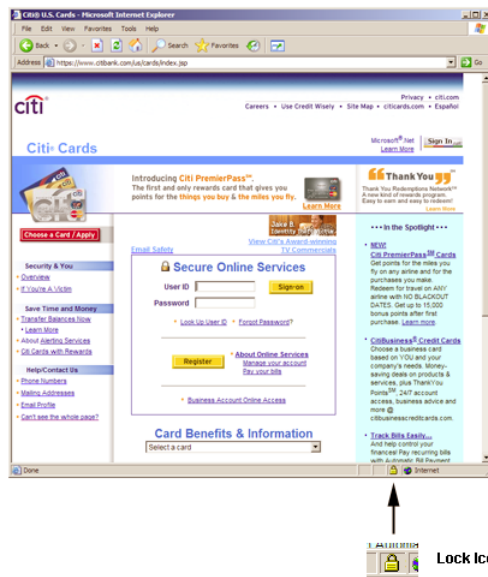 Citi® U.S. Cards - Microsoft Internet Explorer
File Edit View Favorites Tools Help
Back Search Favorites
Address https://www.citibank.com/us/cards/index.jsp Go
citi
Privacy • citi.com
Careers • Use Credit Wisely • Site Map • citicards.com • Español
Citi® Cards
Microsoft® .Net
Learn More
Sign In
Introducing Citi PremierPass℠.
The first and only rewards card that gives you
points for the things you buy & the miles you fly.
Learn More
Thank You
Thank You Redemptions Network℠
A new kind of rewards program.
Easy to earn and easy to redeem!
Learn More
Choose a Card / Apply
Security & You
Overview
If You're A Victim
Save Time and Money
Transfer Balances Now
• Learn More
About Alerting Services
Citi Cards with Rewards
Help/Contact Us
Phone Numbers
Mailing Addresses
Email Profile
Can't see the whole page?
Jake B.
Identity theft victim.
Email Safety
View Citi's Award winning
TV Commercials
Secure Online Services
User ID
Sign-on
Password
• Look Up User ID • Forgot Password?
Register
• About Online Services
Manage your account
Pay your bills
• Business Account Online Access
Card Benefits & Information
Select a card
• • • In the Spotlight • • •
• NEW!
Citi PremierPass℠ Cards
Get points for the miles you
fly on any airline and for the
purchases you make.
Redeem for travel on ANY
airline with NO BLACKOUT
DATES. Get up to 15,000
bonus points after first
purchase. Learn more.
• CitiBusiness® Credit Cards
Choose a business card
based on YOU and your
company's needs. Money-
saving deals on products &
services, plus ThankYou
Points℠, 24/7 account
access, business advice and
more @
citibusinesscreditcards.com.
• Track Bills Easily...
And help control your
finances! Pay recurring bills
with Automatic Bill Payment
Done
Internet
Lock Ico